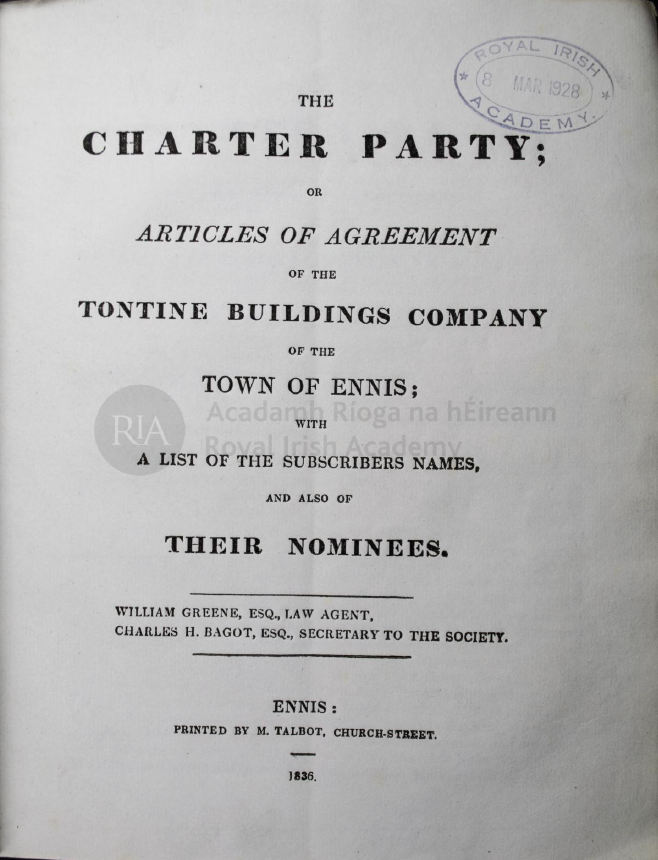 THE
CHARTER PARTY;
OR
ARTICLES OF AGREEMENT
OF THE
TONTINE BUILDINGS COMPANY
OF THE
TOWN OF ENNIS;
WITH
A LIST OF THE SUBSCRIBERS NAMES,
AND ALSO OF
THEIR NOMINEES.
WILLIAM GREENE, ESQ., LAW AGENT,
CHARLES H. BAGOT, ESQ., SECRETARY TO THE SOCIETY.
ENNIS:
PRINTED BY M. TALBOT, CHURCH-STREET.
1836.
ROYAL IRISH
8 MAR 1928
ACADEMY.
RIA
Acadamh Ríoga na hÉireann
Royal Irish Academy